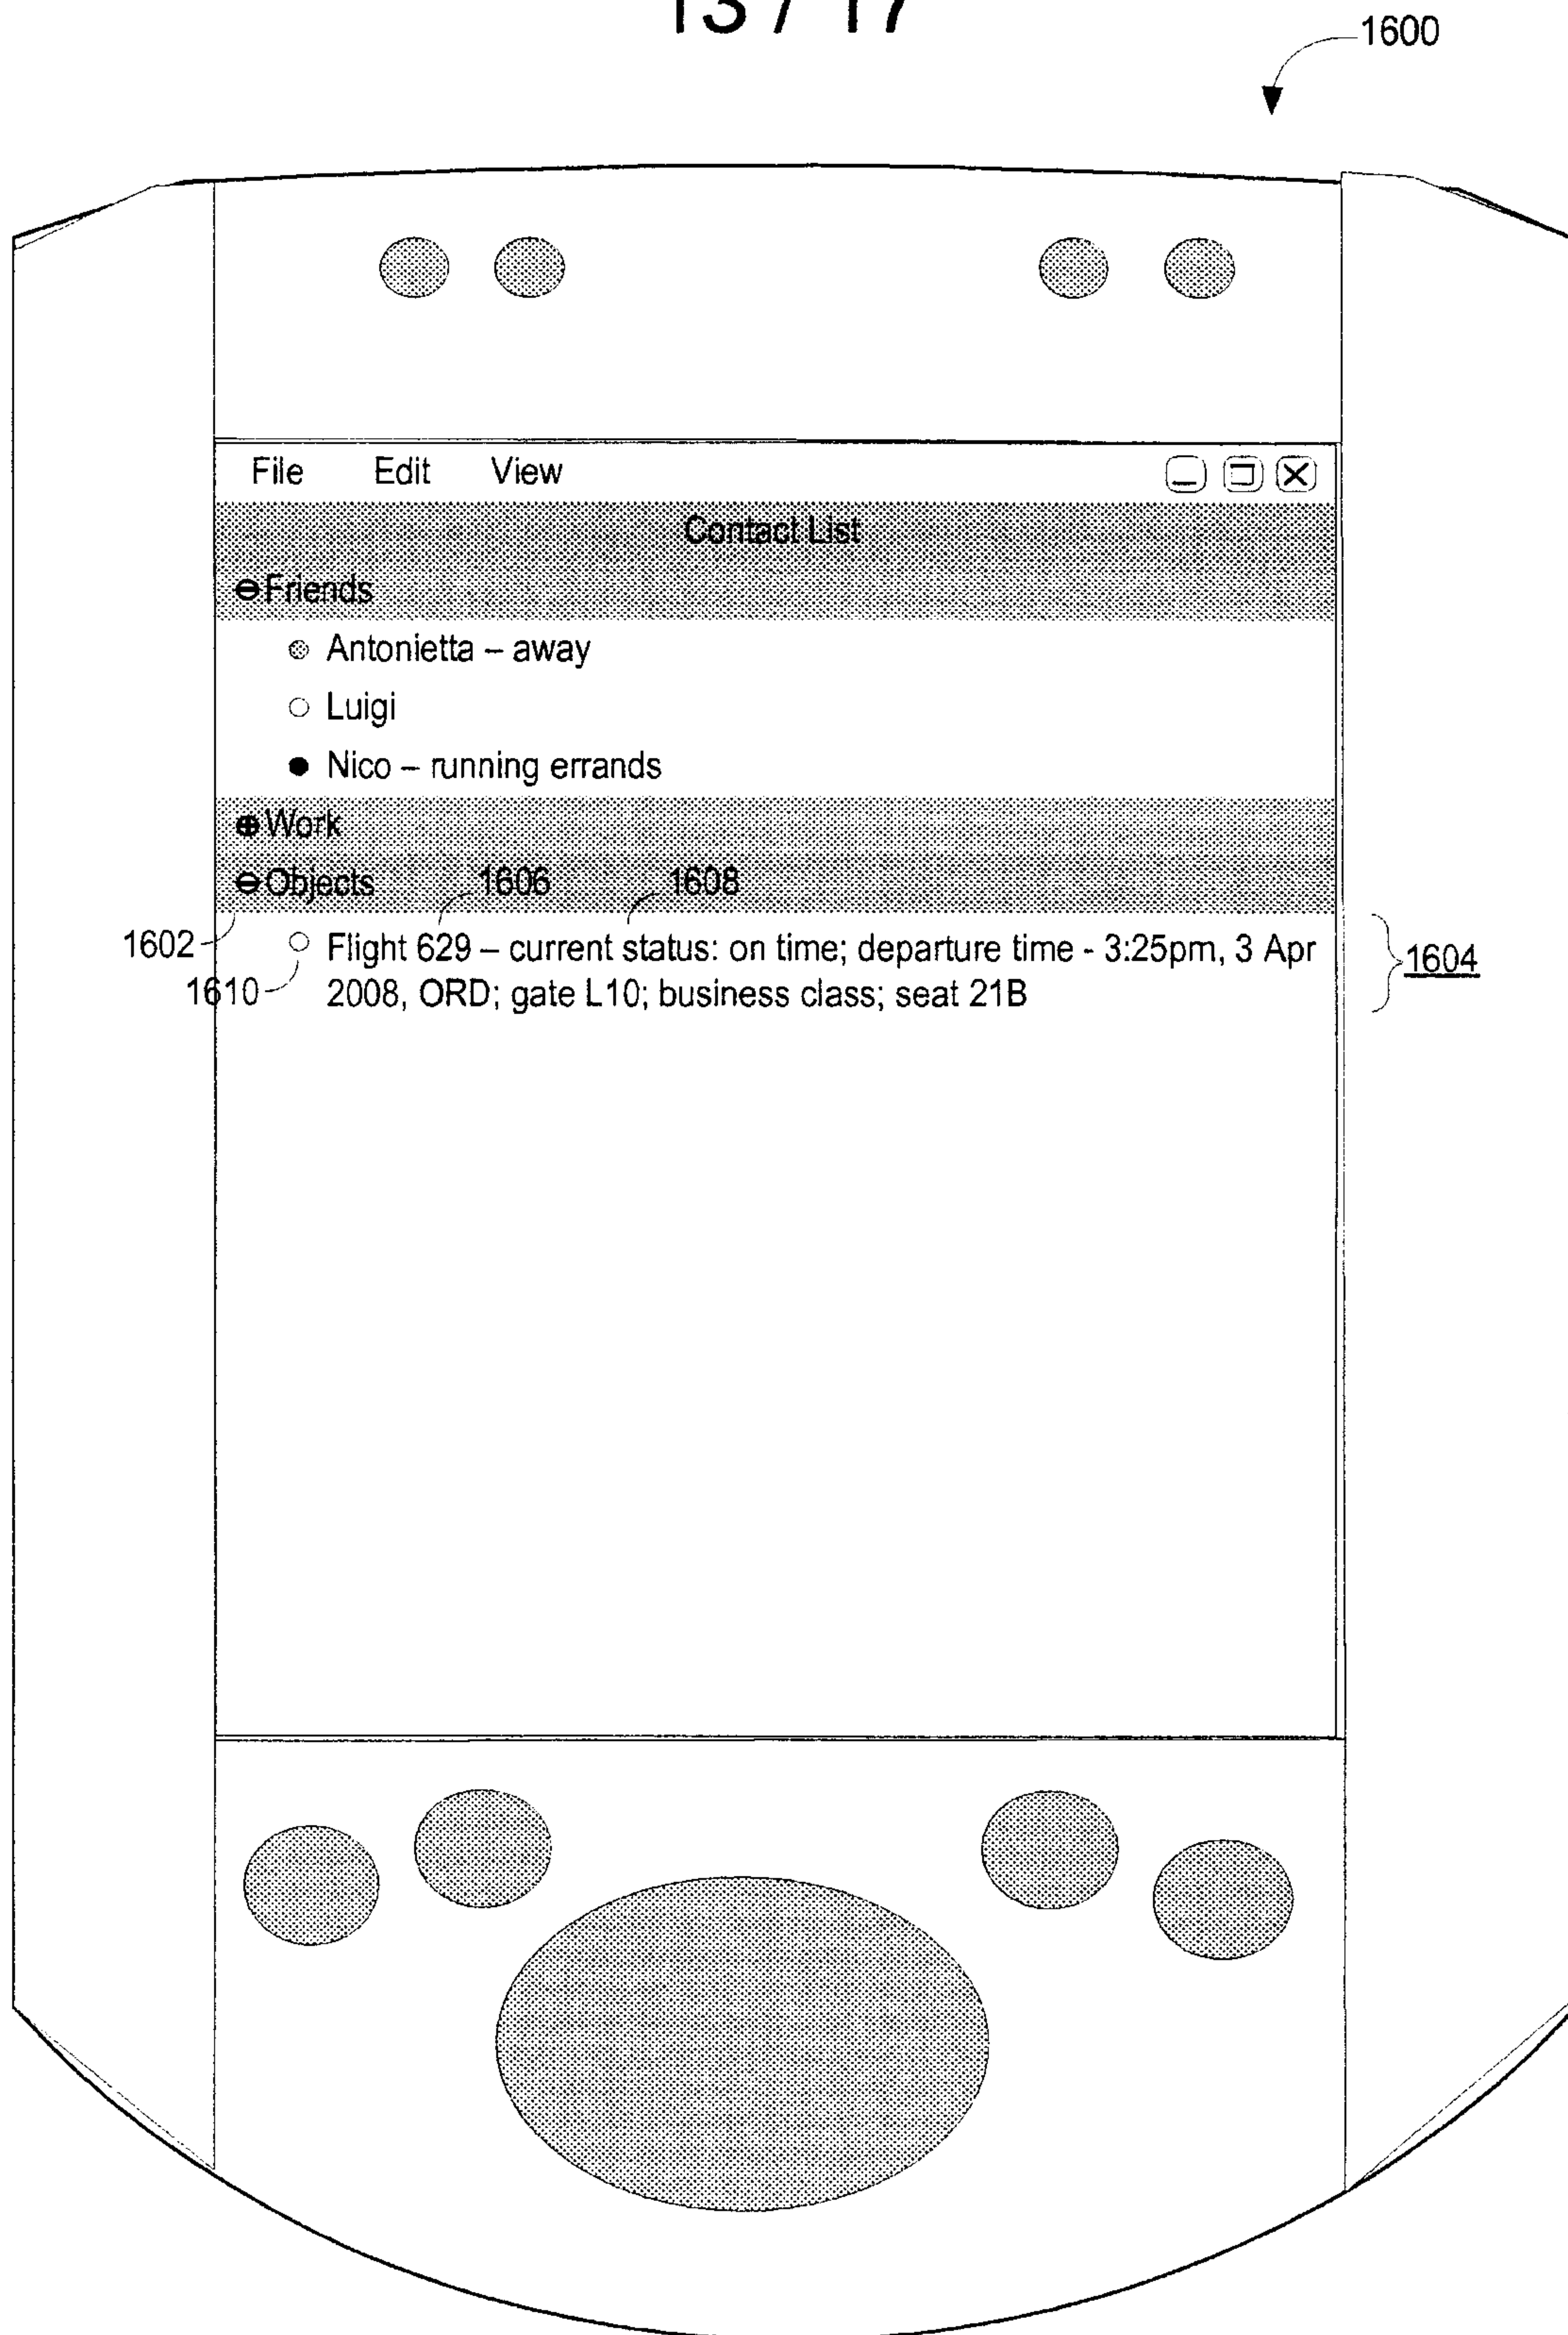 13 / 17
1600
File Edit View
Contact List
Friends
Antonietta – away
Luigi
Nico – running errands
Work
Objects 1606 1608
1602
Flight 629 – current status: on time; departure time - 3:25pm, 3 Apr
1604
1610
2008, ORD; gate L10; business class; seat 21B